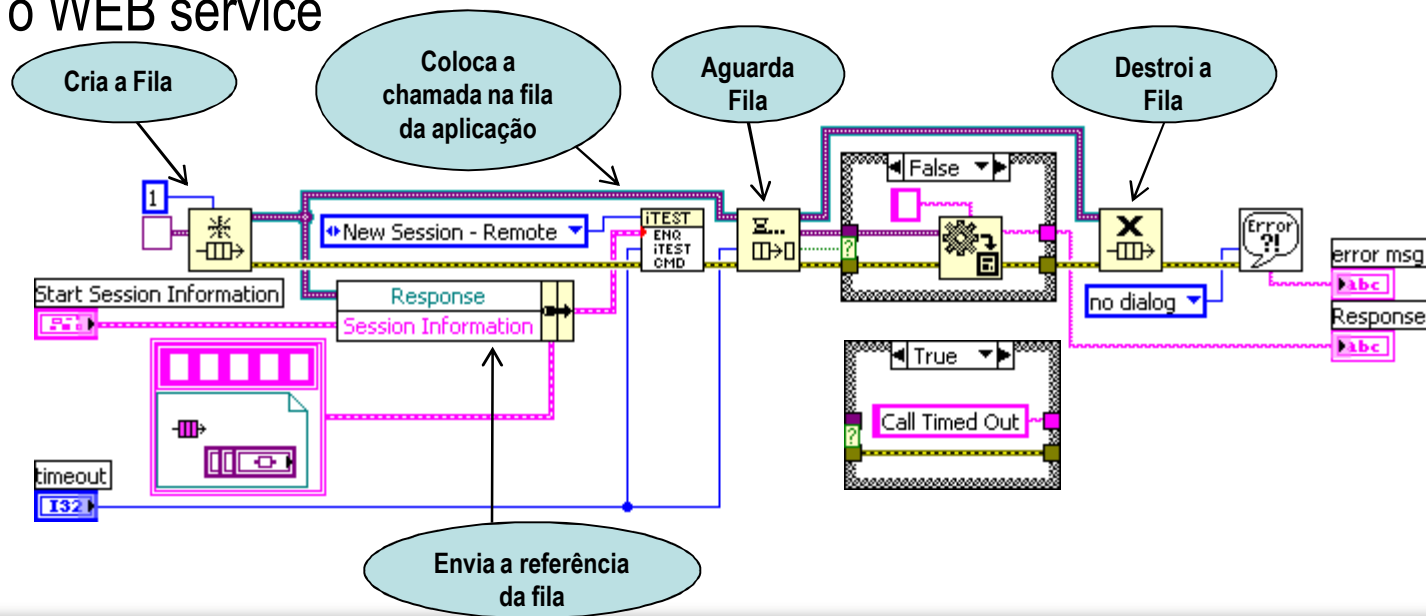 o WEB service
Cria a Fila
Coloca a
chamada na fila
da aplicação
Aguarda
Fila
Destroi a
Fila
1
New Session - Remote
iTEST
ENQ
iTEST
CMD
False
Error
?!
error msg
abc
Response
abc
no dialog
Start Session Information
Response
Session Information
True
Call Timed Out
?
?
timeout
I32
Envia a referência
da fila